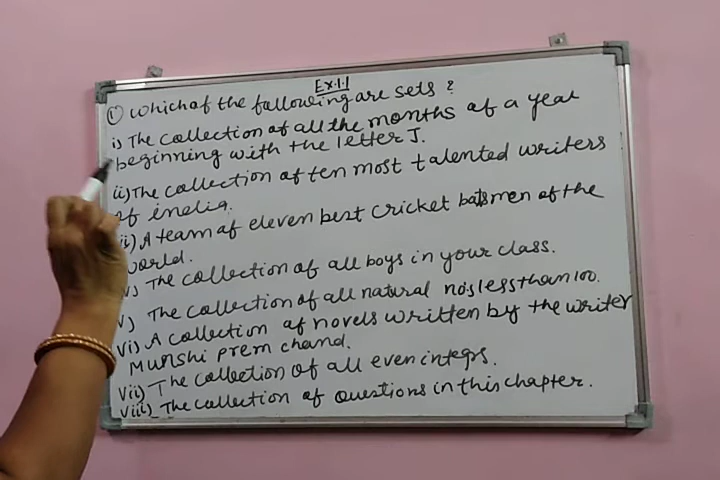 Ex.1.1
① Which of the following are sets?
i) The collection of all the months of a year
beginning with the letter J.
ii) The collection of ten most talented writers
of India.
ii) A team of eleven best cricket batsmen of the
world.
v) The collection of all boys in your class.
v) The collection of all natural nos less than 100.
vi) A collection of novels written by the writer
Munshi prem chand.
vii) The collection of all even integrs.
viii) The collection of questions in this chapter.